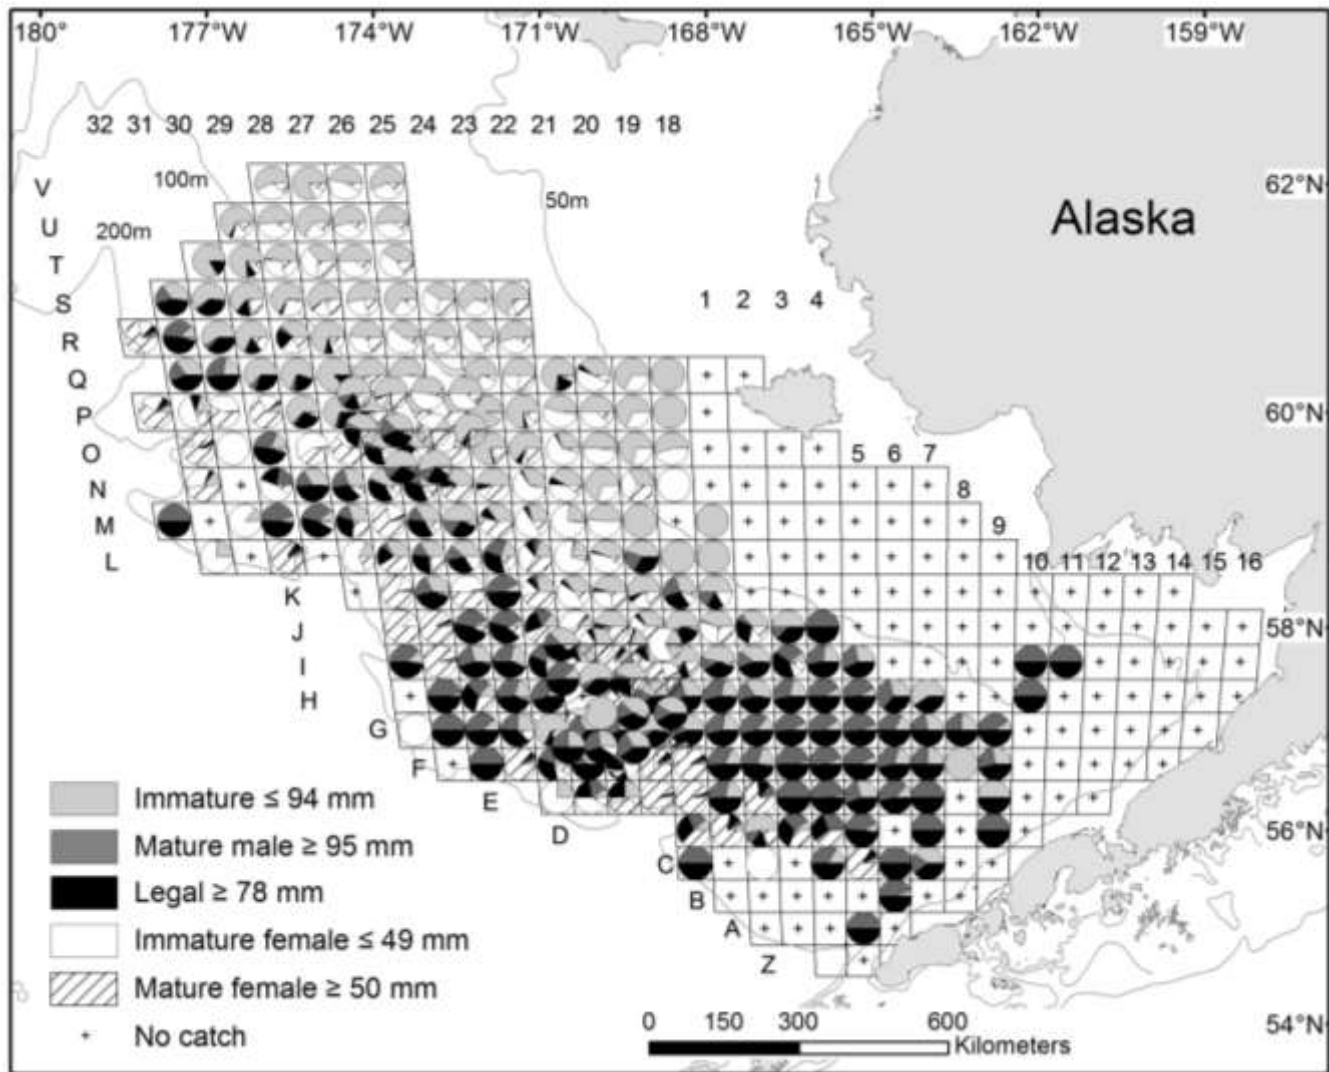 180° 177°W 174°W 171°W 168°W 165°W 162°W 159°W
32 31 30 29 28 27 26 25 24 23 22 21 20 19 18
V 100m 62°N
50m
U 200m Alaska
T
S 1 2 3 4
R
Q
P 60°N
O 5 6 7
N 8
M 9
L 10 11 12 13 14 15 16
K
J 58°N
I
H
G
F
E
D 56°N
C
B
A
Z
Immature ≤ 94 mm
Mature male ≥ 95 mm
Legal ≥ 78 mm
Immature female ≤ 49 mm
Mature female ≥ 50 mm
+ No catch
54°N
0 150 300 600
Kilometers